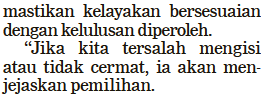 mastikan kelayakan bersesuaian
dengan kelulusan diperoleh.
“Jika kita tersalah mengisi
atau tidak cermat, ia akan men-
jejaskan pemilihan.